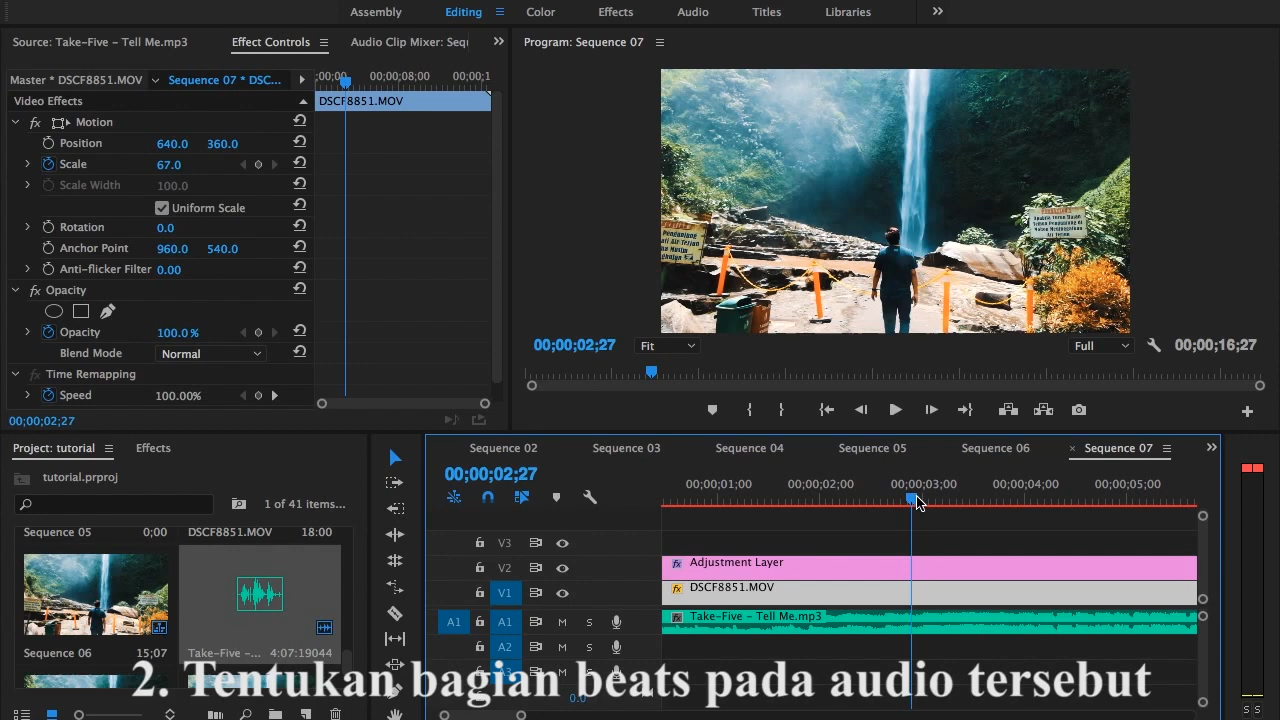 Assembly Editing Color Effects Audio Titles Libraries
Source: Take-Five – Tell Me.mp3 Effect Controls Audio Clip Mixer: Sequ
Program: Sequence 07
Master * DSCF8851.MOV Sequence 07 * DSC...
;00;00 00;00;08;00 00;00;1
Video Effects
DSCF8851.MOV
fx Motion
Position 640.0 360.0
Scale 67.0
Scale Width 100.0
Uniform Scale
Rotation 0.0
Anchor Point 960.0 540.0
Anti-flicker Filter 0.00
fx Opacity
Opacity 100.0 %
Blend Mode Normal
fx Time Remapping
Speed 100.00%
00;00;02;27
00;00;02;27 Fit Full 00;00;16;27
Project: tutorial Effects
tutorial.prproj
1 of 41 items...
Sequence 05 0;00 DSCF8851.MOV 18:00
Sequence 06 15;07 Take-Five –... 4:07:19044
Sequence 02 Sequence 03 Sequence 04 Sequence 05 Sequence 06 × Sequence 07
00;00;02;27
00;00;01;00 00;00;02;00 00;00;03;00 00;00;04;00 00;00;05;00
V3
V2 fx Adjustment Layer
V1 fx DSCF8851.MOV
A1 A1 M S fx Take-Five – Tell Me.mp3
A2 M S
A3
0.0
S S
2. Tentukan bagian beats pada audio tersebut